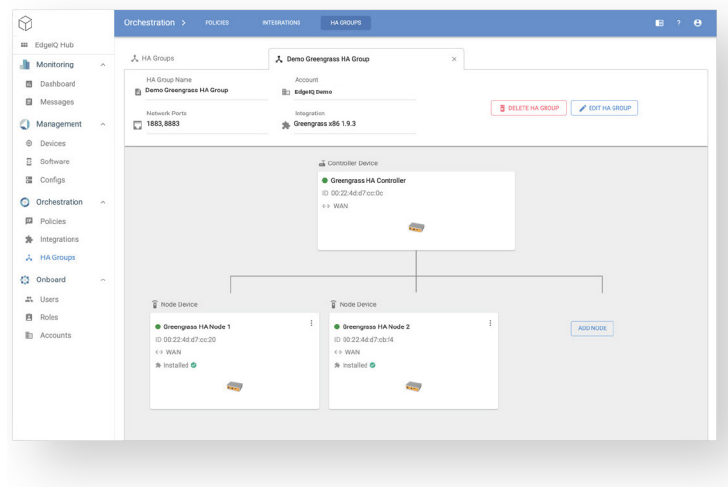 Orchestration > POLICIES INTEGRATIONS HA GROUPS ?
EdgeIQ Hub
Monitoring
Dashboard
Messages
Management
Devices
Software
Configs
Orchestration
Policies
Integrations
HA Groups
Onboard
Users
Roles
Accounts
HA Groups
Demo Greengrass HA Group ×
HA Group Name
Demo Greengrass HA Group
Account
EdgeIQ Demo
Network Ports
1883, 8883
Integration
Greengrass x86 1.9.3
DELETE HA GROUP
EDIT HA GROUP
Controller Device
Greengrass HA Controller
ID 00:22:4d:d7:cc:0c
WAN
Node Device
Greengrass HA Node 1
ID 00:22:4d:d7:cc:20
WAN
Installed
Node Device
Greengrass HA Node 2
ID 00:22:4d:d7:cb:f4
WAN
Installed
ADD NODE